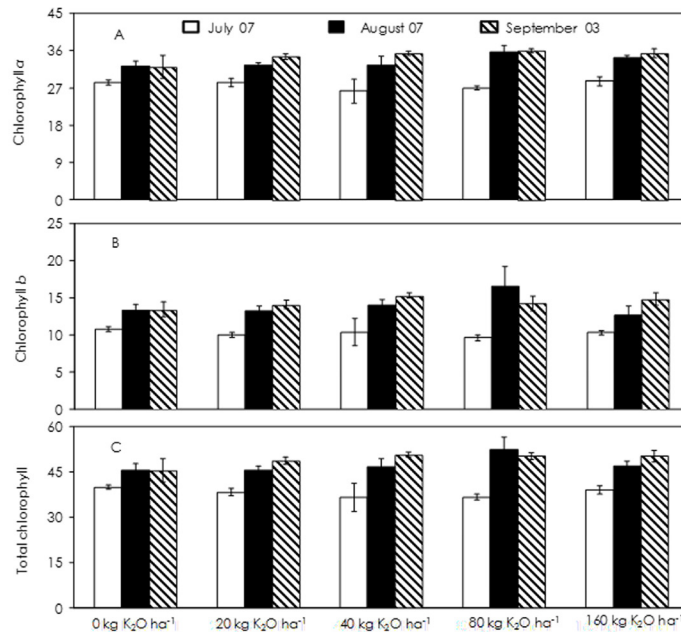 July 07 August 07 September 03
A
Chlorophyll a
45
36
27
18
9
0
B
Chlorophyll b
25
20
15
10
5
0
C
Total chlorophyll
60
45
30
15
0
0 kg K₂O ha⁻¹ 20 kg K₂O ha⁻¹ 40 kg K₂O ha⁻¹ 80 kg K₂O ha⁻¹ 160 kg K₂O ha⁻¹